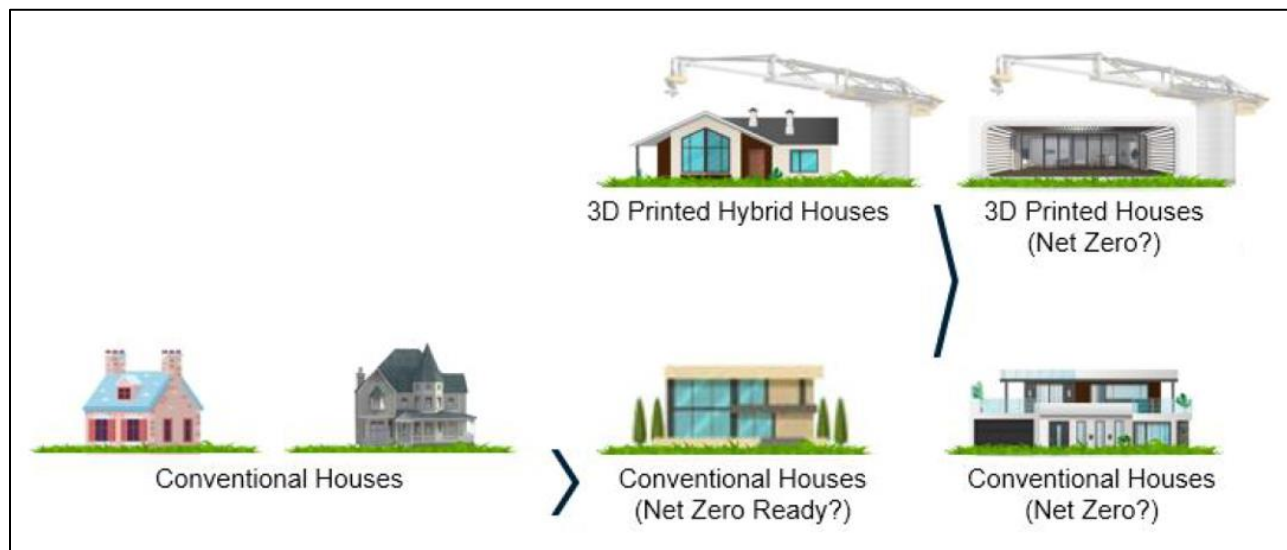 3D Printed Hybrid Houses
3D Printed Houses
(Net Zero?)
Conventional Houses
Conventional Houses
(Net Zero Ready?)
Conventional Houses
(Net Zero?)